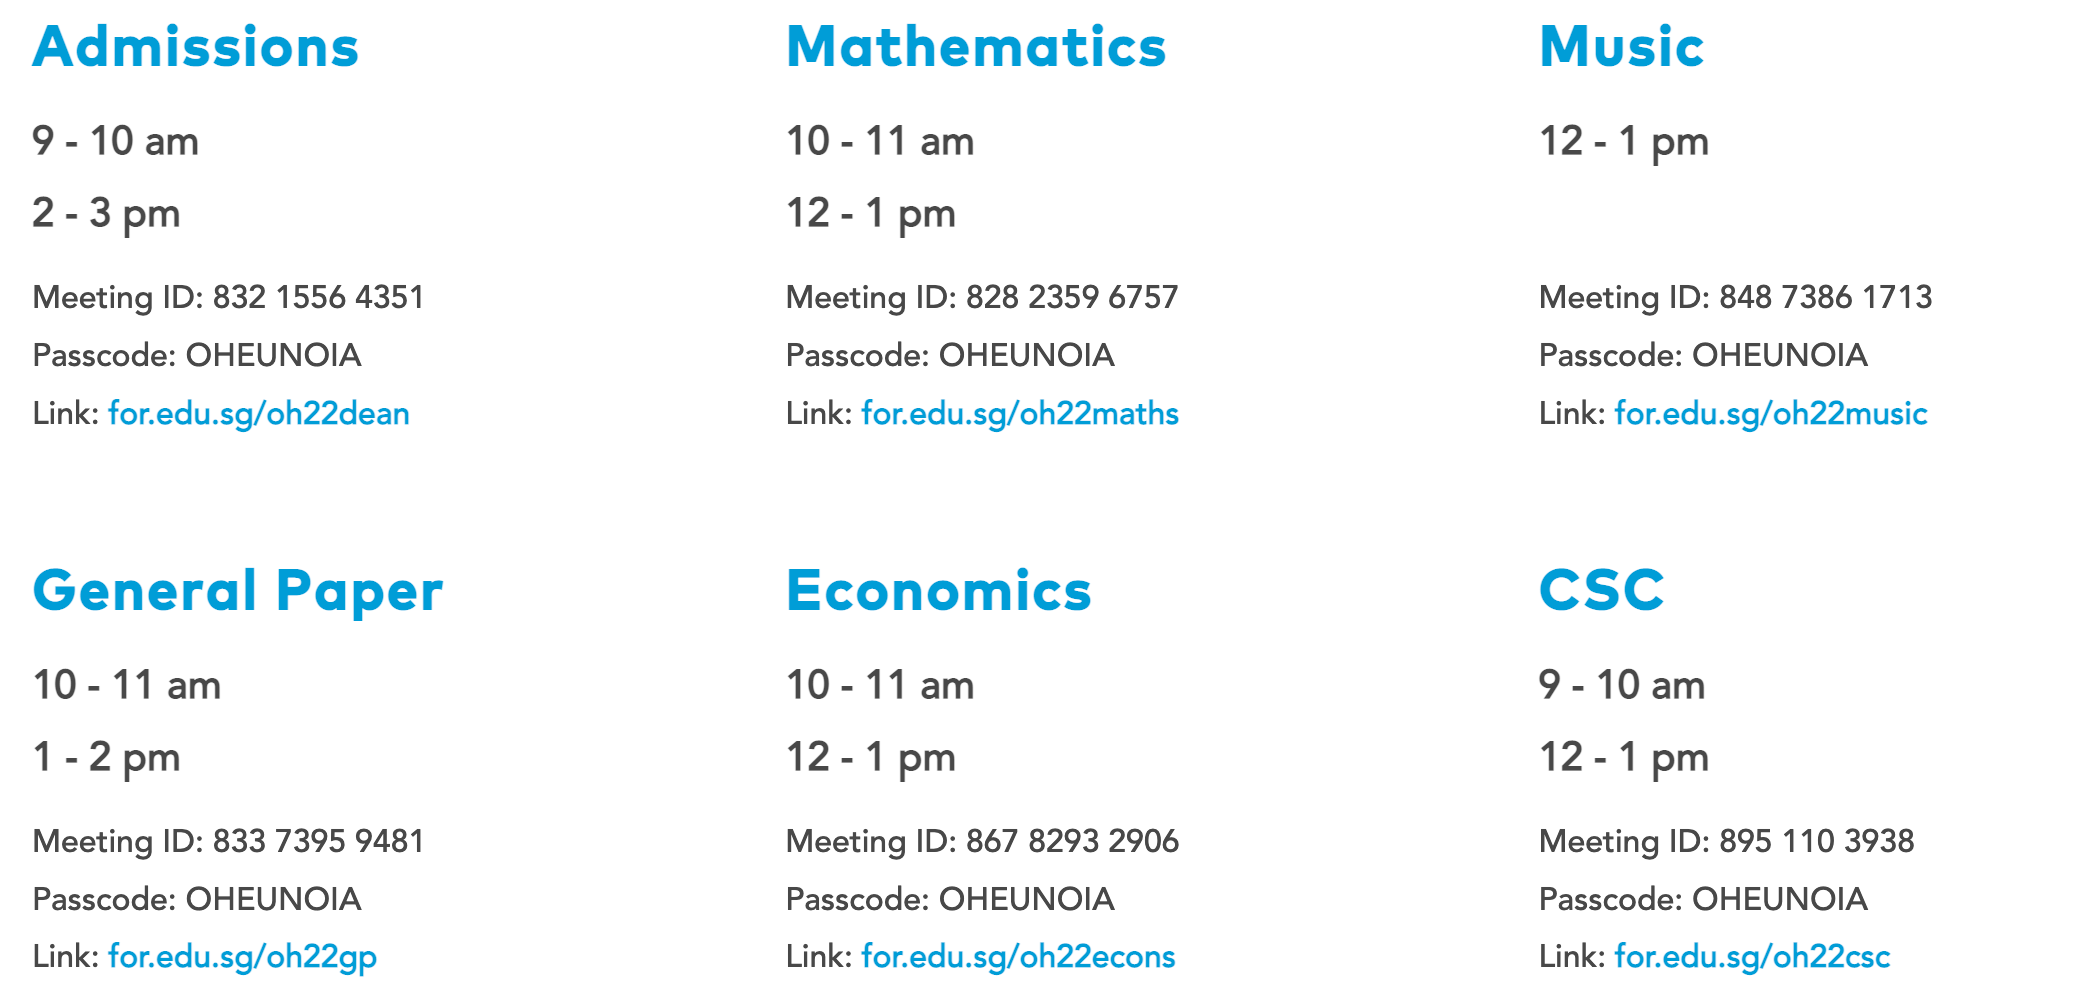 Admissions
9 - 10 am
2 - 3 pm
Meeting ID: 832 1556 4351
Passcode: OHEUNOIA
Link: for.edu.sg/oh22dean
Mathematics
10 - 11 am
12 - 1 pm
Meeting ID: 828 2359 6757
Passcode: OHEUNOIA
Link: for.edu.sg/oh22maths
Music
12 - 1 pm
Meeting ID: 848 7386 1713
Passcode: OHEUNOIA
Link: for.edu.sg/oh22music
General Paper
10 - 11 am
1 - 2 pm
Meeting ID: 833 7395 9481
Passcode: OHEUNOIA
Link: for.edu.sg/oh22gp
Economics
10 - 11 am
12 - 1 pm
Meeting ID: 867 8293 2906
Passcode: OHEUNOIA
Link: for.edu.sg/oh22econs
CSC
9 - 10 am
12 - 1 pm
Meeting ID: 895 110 3938
Passcode: OHEUNOIA
Link: for.edu.sg/oh22csc